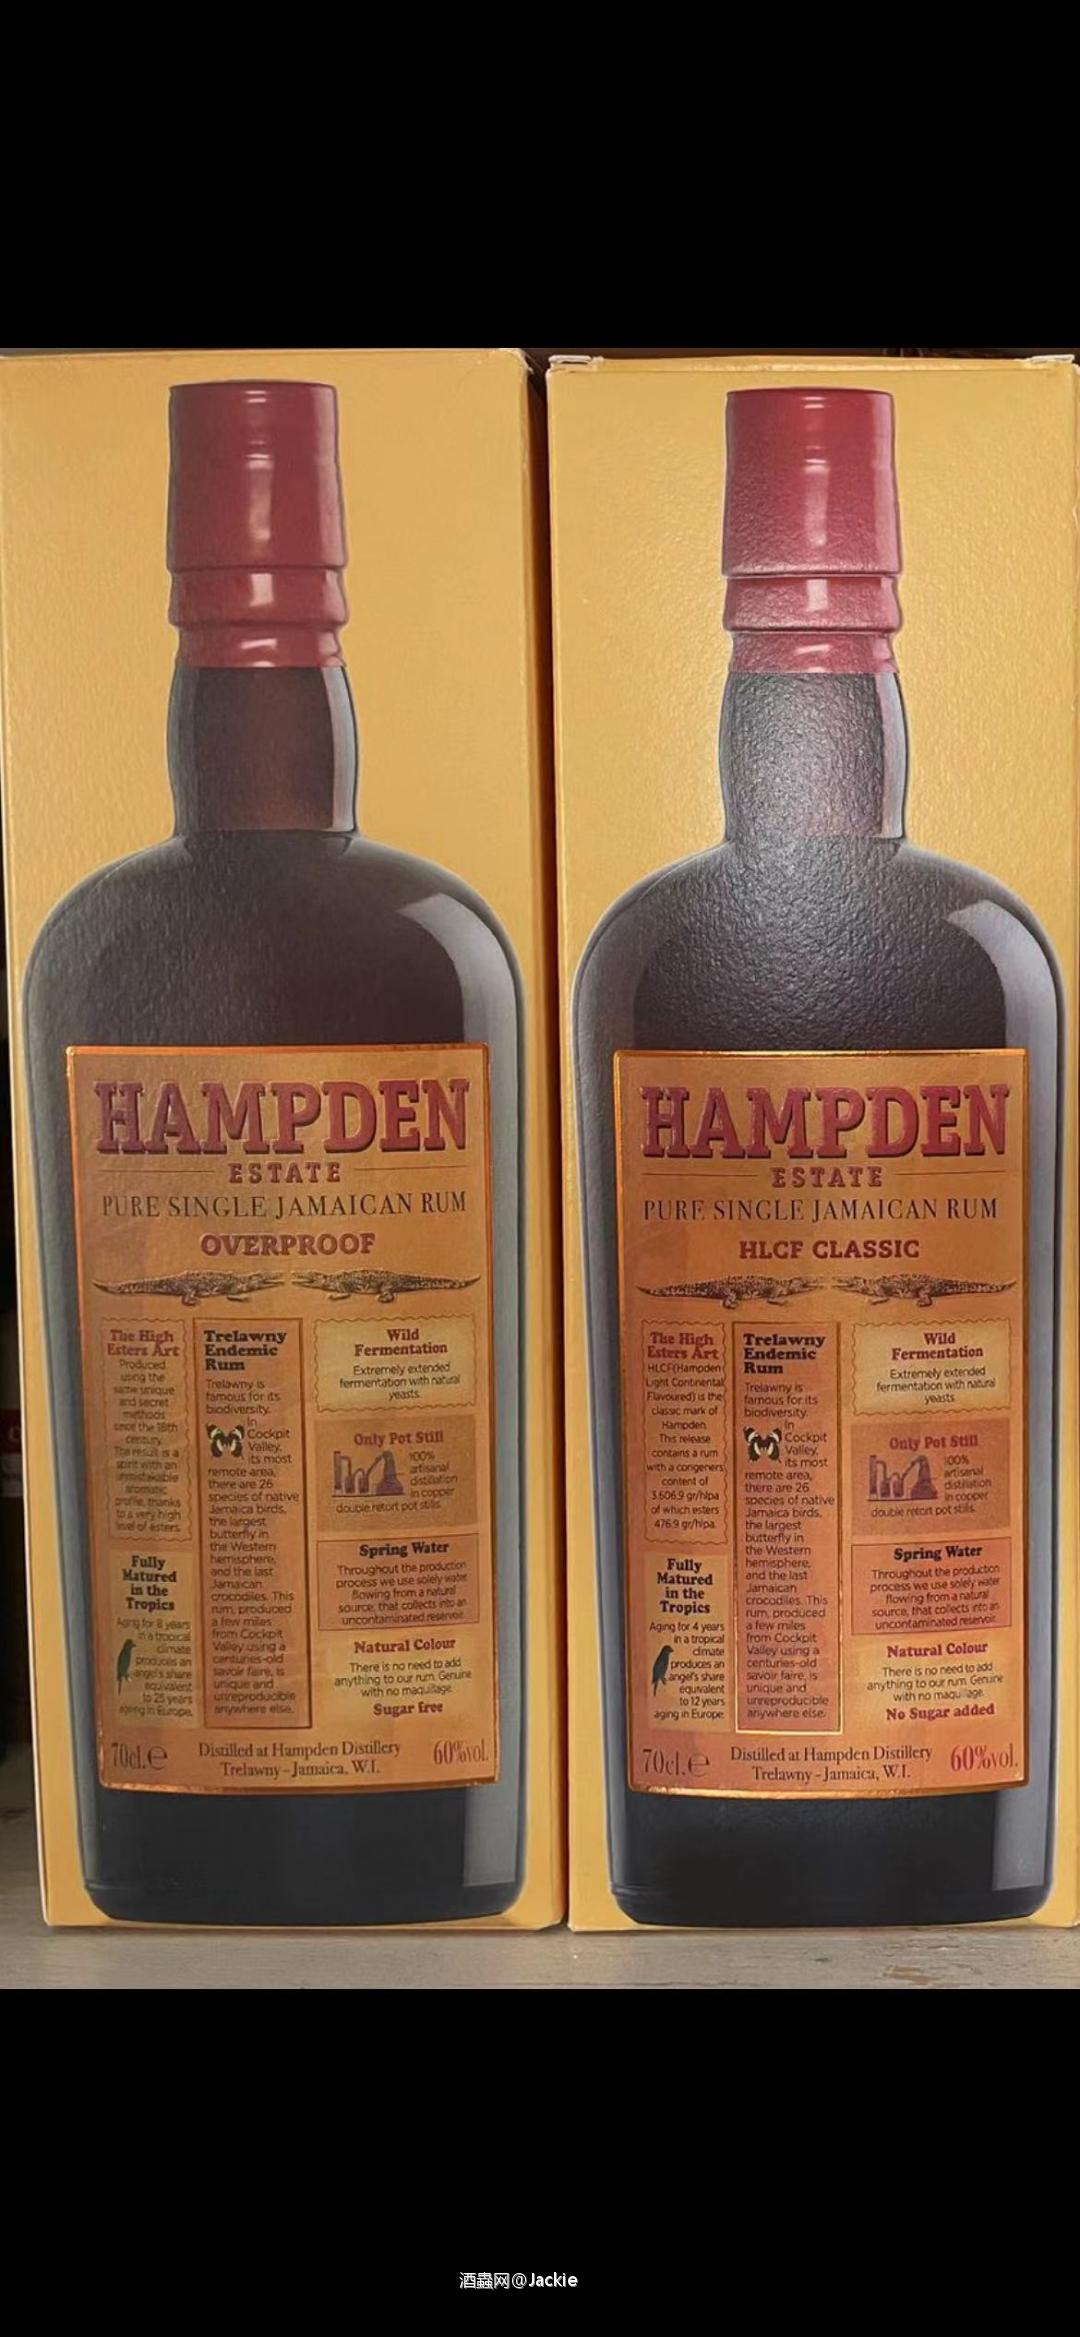 HAMPDEN
ESTATE
PURE SINGLE JAMAICAN RUM
OVERPROOF
The High
Esters Art
Produced
using the
same unique
and secret
methods
since the 18th
century.
The result is a
spirit with an
unmistakable
aromatic
profile, thanks
to a very high
level of esters.
Fully
Matured
in the
Tropics
Aging for 8 years
in a tropical
climate
produces an
angel's share
equivalent
to 25 years
ageing in Europe.
Trelawny
Endemic
Rum
Trelawny is
famous for its
biodiversity.
In
Cockpit
Valley,
its most
remote area,
there are 26
species of native
Jamaica birds,
the largest
butterfly in
the Western
hemisphere,
and the last
Jamaican
crocodiles. This
rum, produced
a few miles
from Cockpit
Valley using a
centuries-old
savoir faire, is
unique and
unreproducible
anywhere else.
Wild
Fermentation
Extremely extended
fermentation with natural
yeasts.
Only Pot Still
100%
artisanal
distillation
in copper
double retort pot stills.
Spring Water
Throughout the production
process we use solely water
flowing from a natural
source, that collects into an
uncontaminated reservoir.
Natural Colour
There is no need to add
anything to our rum. Genuine
with no maquillage.
Sugar free
70cl.e
Distilled at Hampden Distillery
Trelawny-Jamaica, W.I.
60%vol.
HAMPDEN
ESTATE
PURE SINGLE JAMAICAN RUM
HLCF CLASSIC
The High
Esters Art
HLCF(Hampden
Light Continental
Flavoured) is the
classic mark of
Hampden.
This release
contains a rum
with a congeners
content of
3.606.9 gr/hlpa
of which esters
476.9 gr/hlpa.
Fully
Matured
in the
Tropics
Aging for 4 years
in a tropical
climate
produces an
angel's share
equivalent
to 12 years
aging in Europe.
Trelawny
Endemic
Rum
Trelawny is
famous for its
biodiversity.
In
Cockpit
Valley,
its most
remote area,
there are 26
species of native
Jamaica birds,
the largest
butterfly in
the Western
hemisphere,
and the last
Jamaican
crocodiles. This
rum, produced
a few miles
from Cockpit
Valley using a
centuries-old
savoir faire, is
unique and
unreproducible
anywhere else.
Wild
Fermentation
Extremely extended
fermentation with natural
yeasts.
Only Pot Still
100%
artisanal
distillation
in copper
double retort pot stills.
Spring Water
Throughout the production
process we use solely water
flowing from a natural
source, that collects into an
uncontaminated reservoir.
Natural Colour
There is no need to add
anything to our rum. Genuine
with no maquillage.
No Sugar added
70cl.e
Distilled at Hampden Distillery
Trelawny-Jamaica, W.I.
60%vol.
酒蟲网@Jackie